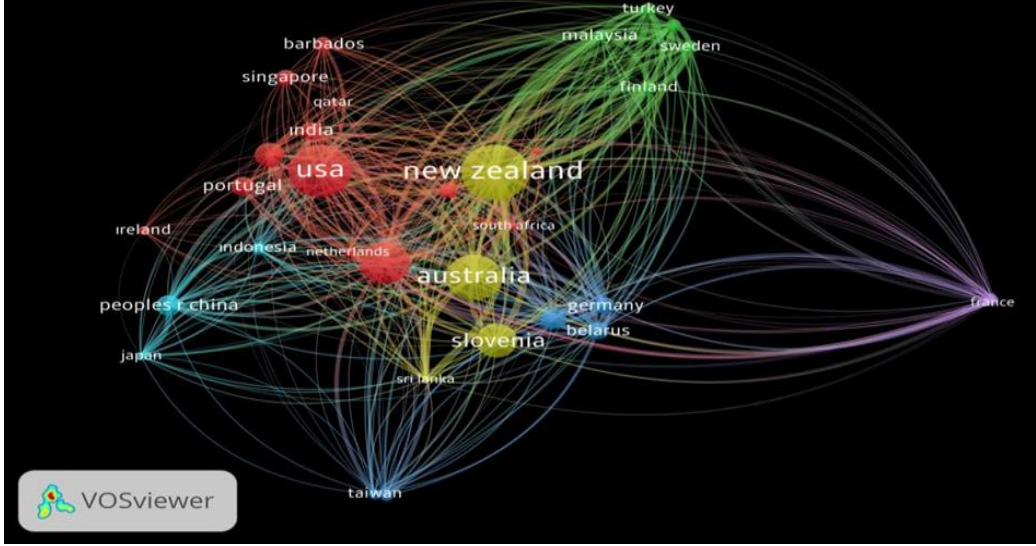 turkey
malaysia
barbados
sweden
singapore
finland
qatar
india
usa
new zealand
portugal
south africa
ireland
indonesia
netherlands
australia
peoples r china
germany
france
belarus
slovenia
japan
sri lanka
taiwan
VOSviewer